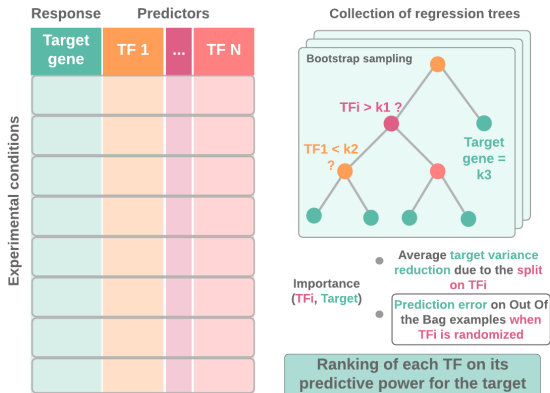 Response
Predictors
Target
gene
TF 1
...
TF N
Experimental conditions
Collection of regression trees
Bootstrap sampling
TFi > k1 ?
TF1 < k2
?
Target
gene =
k3
Importance
(TFi, Target)
Average target variance
reduction due to the split
on TFi
Prediction error on Out Of
the Bag examples when
TFi is randomized
Ranking of each TF on its
predictive power for the target